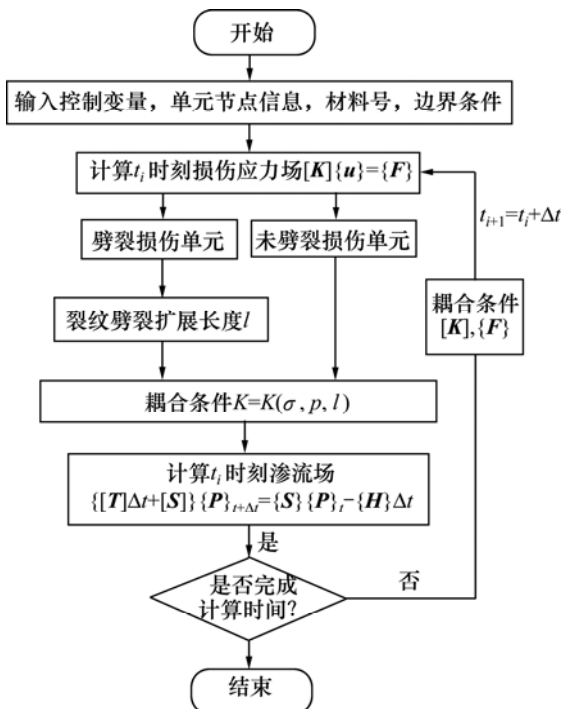 开始
输入控制变量，单元节点信息，材料号，边界条件
计算t_i时刻损伤应力场[K]{u}={F}
t_{i+1}=t_i+Δt
劈裂损伤单元
未劈裂损伤单元
耦合条件
[K],{F}
裂纹劈裂扩展长度l
耦合条件K=K(σ, p, l)
计算t_i时刻渗流场
{[T]Δt+[S]}{P}_{t+Δt}={S}{P}_t−{H}Δt
是
是否完成
计算时间？
否
结束